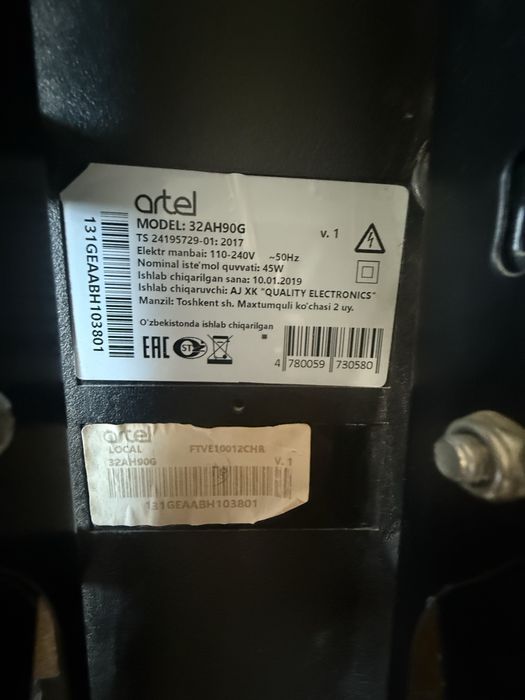 artel
MODEL: 32AH90G
v. 1
TS 24195729-01: 2017
Elektr manbai: 110-240V ~50Hz
Nominal iste'mol quvvati: 45W
Ishlab chiqarilgan sana: 10.01.2019
Ishlab chiqaruvchi: AJ XK "QUALITY ELECTRONICS"
Manzil: Toshkent sh. Maxtumquli ko'chasi 2 uy.
O'zbekistonda ishlab chiqarilgan
EAC
4 780059 730580
131GEAABH103801
artel
LOCAL FTVE10012CHR
32AH90G V. 1
131GEAABH103801